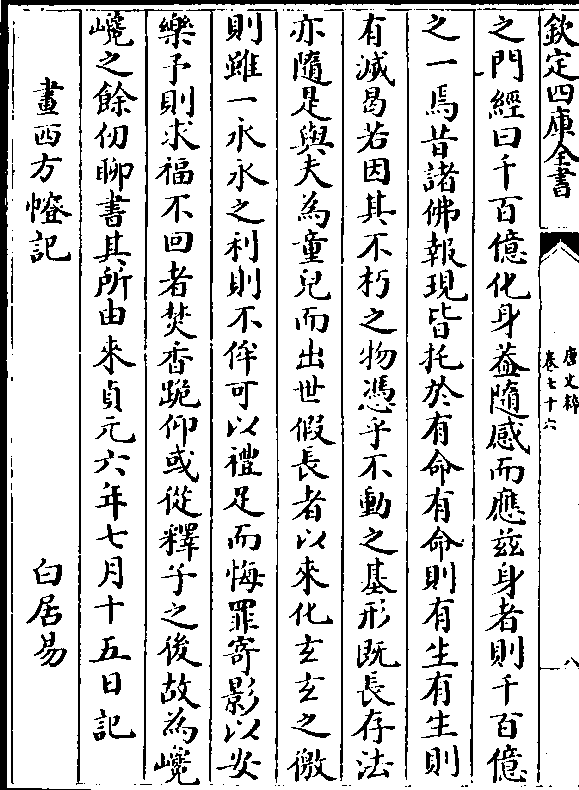 欽定四庫全書
唐文粹
卷七十六
八
之門經曰千百億化身葢隨感而應兹身者則千百億
之一焉昔諸佛報現皆托於有命有命則有生有生則
有滅曷若因其不朽之物憑乎不動之基形既長存法
亦隨是與夫為童兒而出世假長者以來化玄玄之徼
則雖一永永之利則不侔可以禮足而悔罪寄影以安
樂予則求福不回者焚香跪仰或從釋子之後故為巉
巉之餘仞聊書其所由來貞元六年七月十五日記
畫西方㡧記　白居易